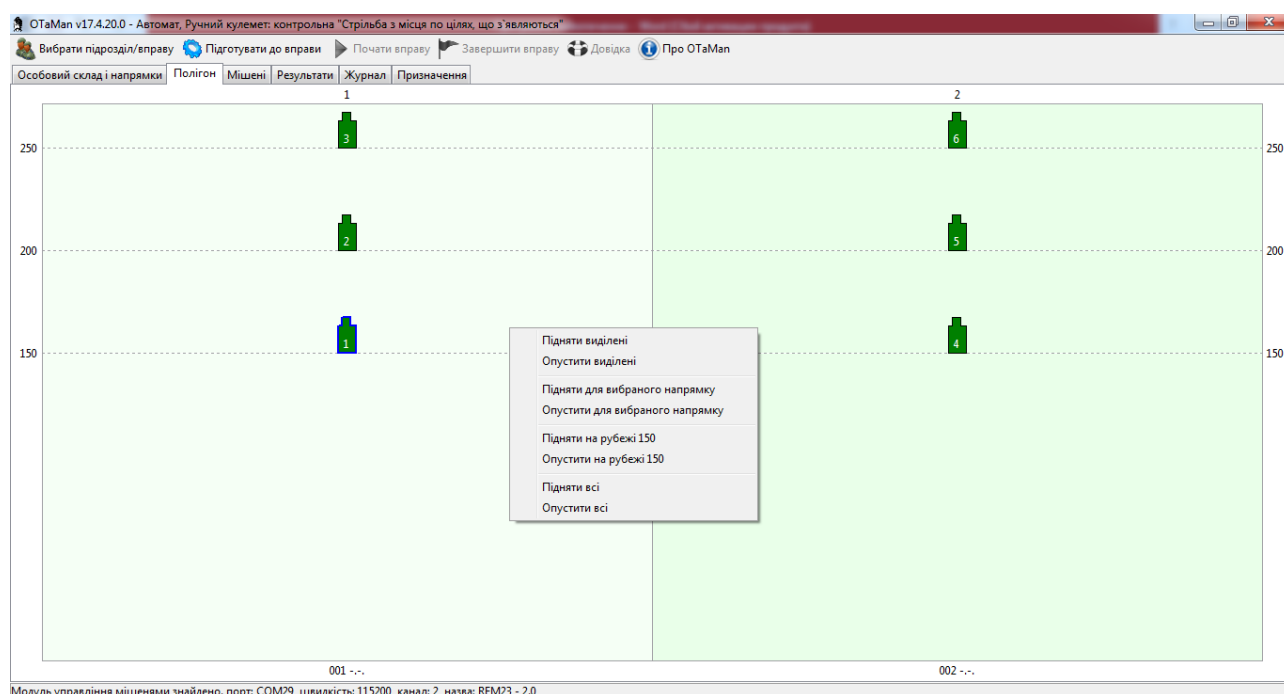 OTaMan v17.4.20.0 - Автомат, Ручний кулемет: контрольна "Стрільба з місця по цілях, що з`являються"
Вибрати підрозділ/вправу Підготувати до вправи Почати вправу Завершити вправу Довідка Про OTaMan
Особовий склад і напрямки Полігон Мішені Результати Журнал Призначення
1 2
3 6
250 250
2 5
200 200
1 4
150 150
Підняти виділені
Опустити виділені
Підняти для вибраного напрямку
Опустити для вибраного напрямку
Підняти на рубежі 150
Опустити на рубежі 150
Підняти всі
Опустити всі
001 -.-. 002 -.-.
Модуль управління мішенями знайдено, порт: COM29, швидкість: 115200, канал: 2, назва: REM23 - 2.0